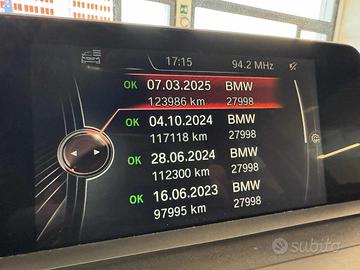 17:15 94.2 MHz
OK 07.03.2025 BMW
123986 km 27998
OK 04.10.2024 BMW
117118 km 27998
OK 28.06.2024 BMW
112300 km 27998
OK 16.06.2023 BMW
97995 km 27998
subito